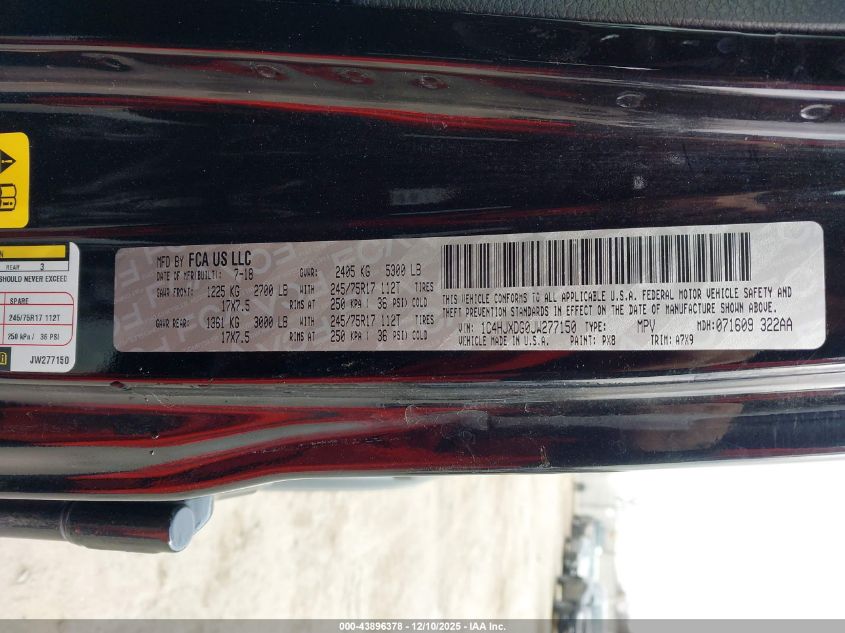 N
REAR 3
SHOULD NEVER EXCEED
SPARE
245/75R17 112T
250 kPa / 36 PSI
JW277150
MFD BY FCA US LLC
DATE OF MFR(BUILT): 7-18 GVWR: 2405 KG 5300 LB
GAWR FRONT: 1225 KG 2700 LB WITH 245/75R17 112T TIRES
17X7.5 RIMS AT 250 KPA( 36 PSI) COLD
GAWR REAR: 1361 KG 3000 LB WITH 245/75R17 112T TIRES
17X7.5 RIMS AT 250 KPA( 36 PSI) COLD
THIS VEHICLE CONFORMS TO ALL APPLICABLE U.S.A. FEDERAL MOTOR VEHICLE SAFETY AND
THEFT PREVENTION STANDARDS IN EFFECT ON THE DATE OF MANUFACTURE SHOWN ABOVE.
VIN: 1C4HJXDG0JW277150 TYPE: MPV MDH: 071609 322AA
VEHICLE MADE IN U.S.A. PAINT: PX8 TRIM: A7X9
000-43896378 - 12/10/2025 - ©IAA, Inc.